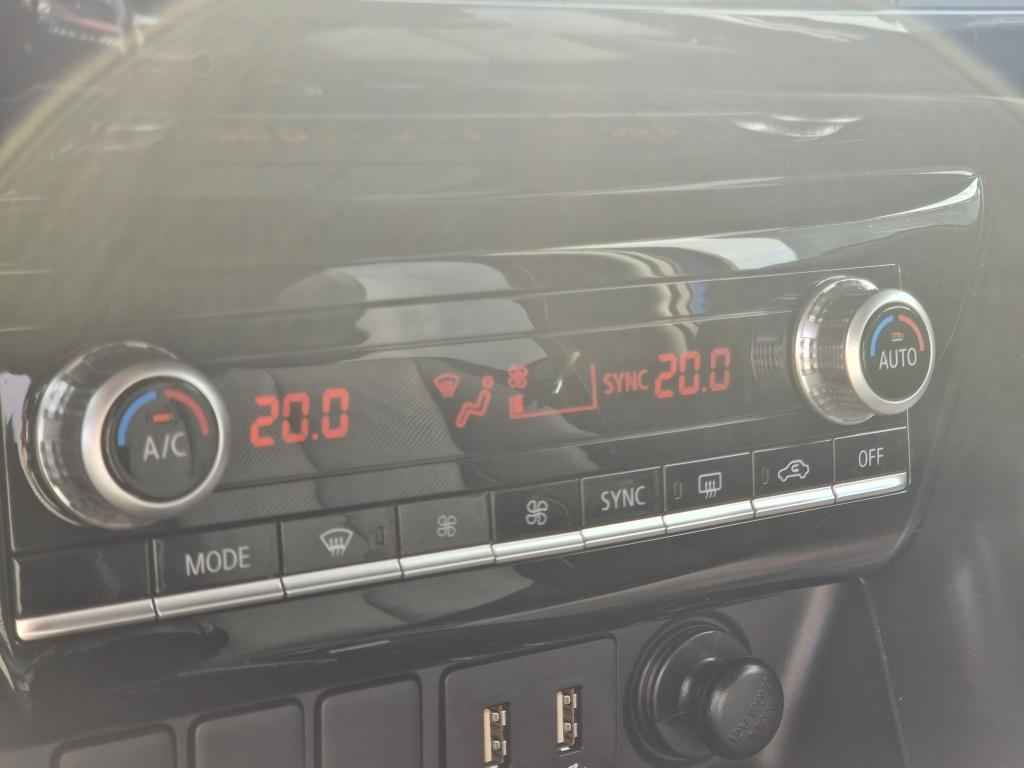 A/C
20.0
SYNC
20.0
AUTO
MODE
SYNC
OFF